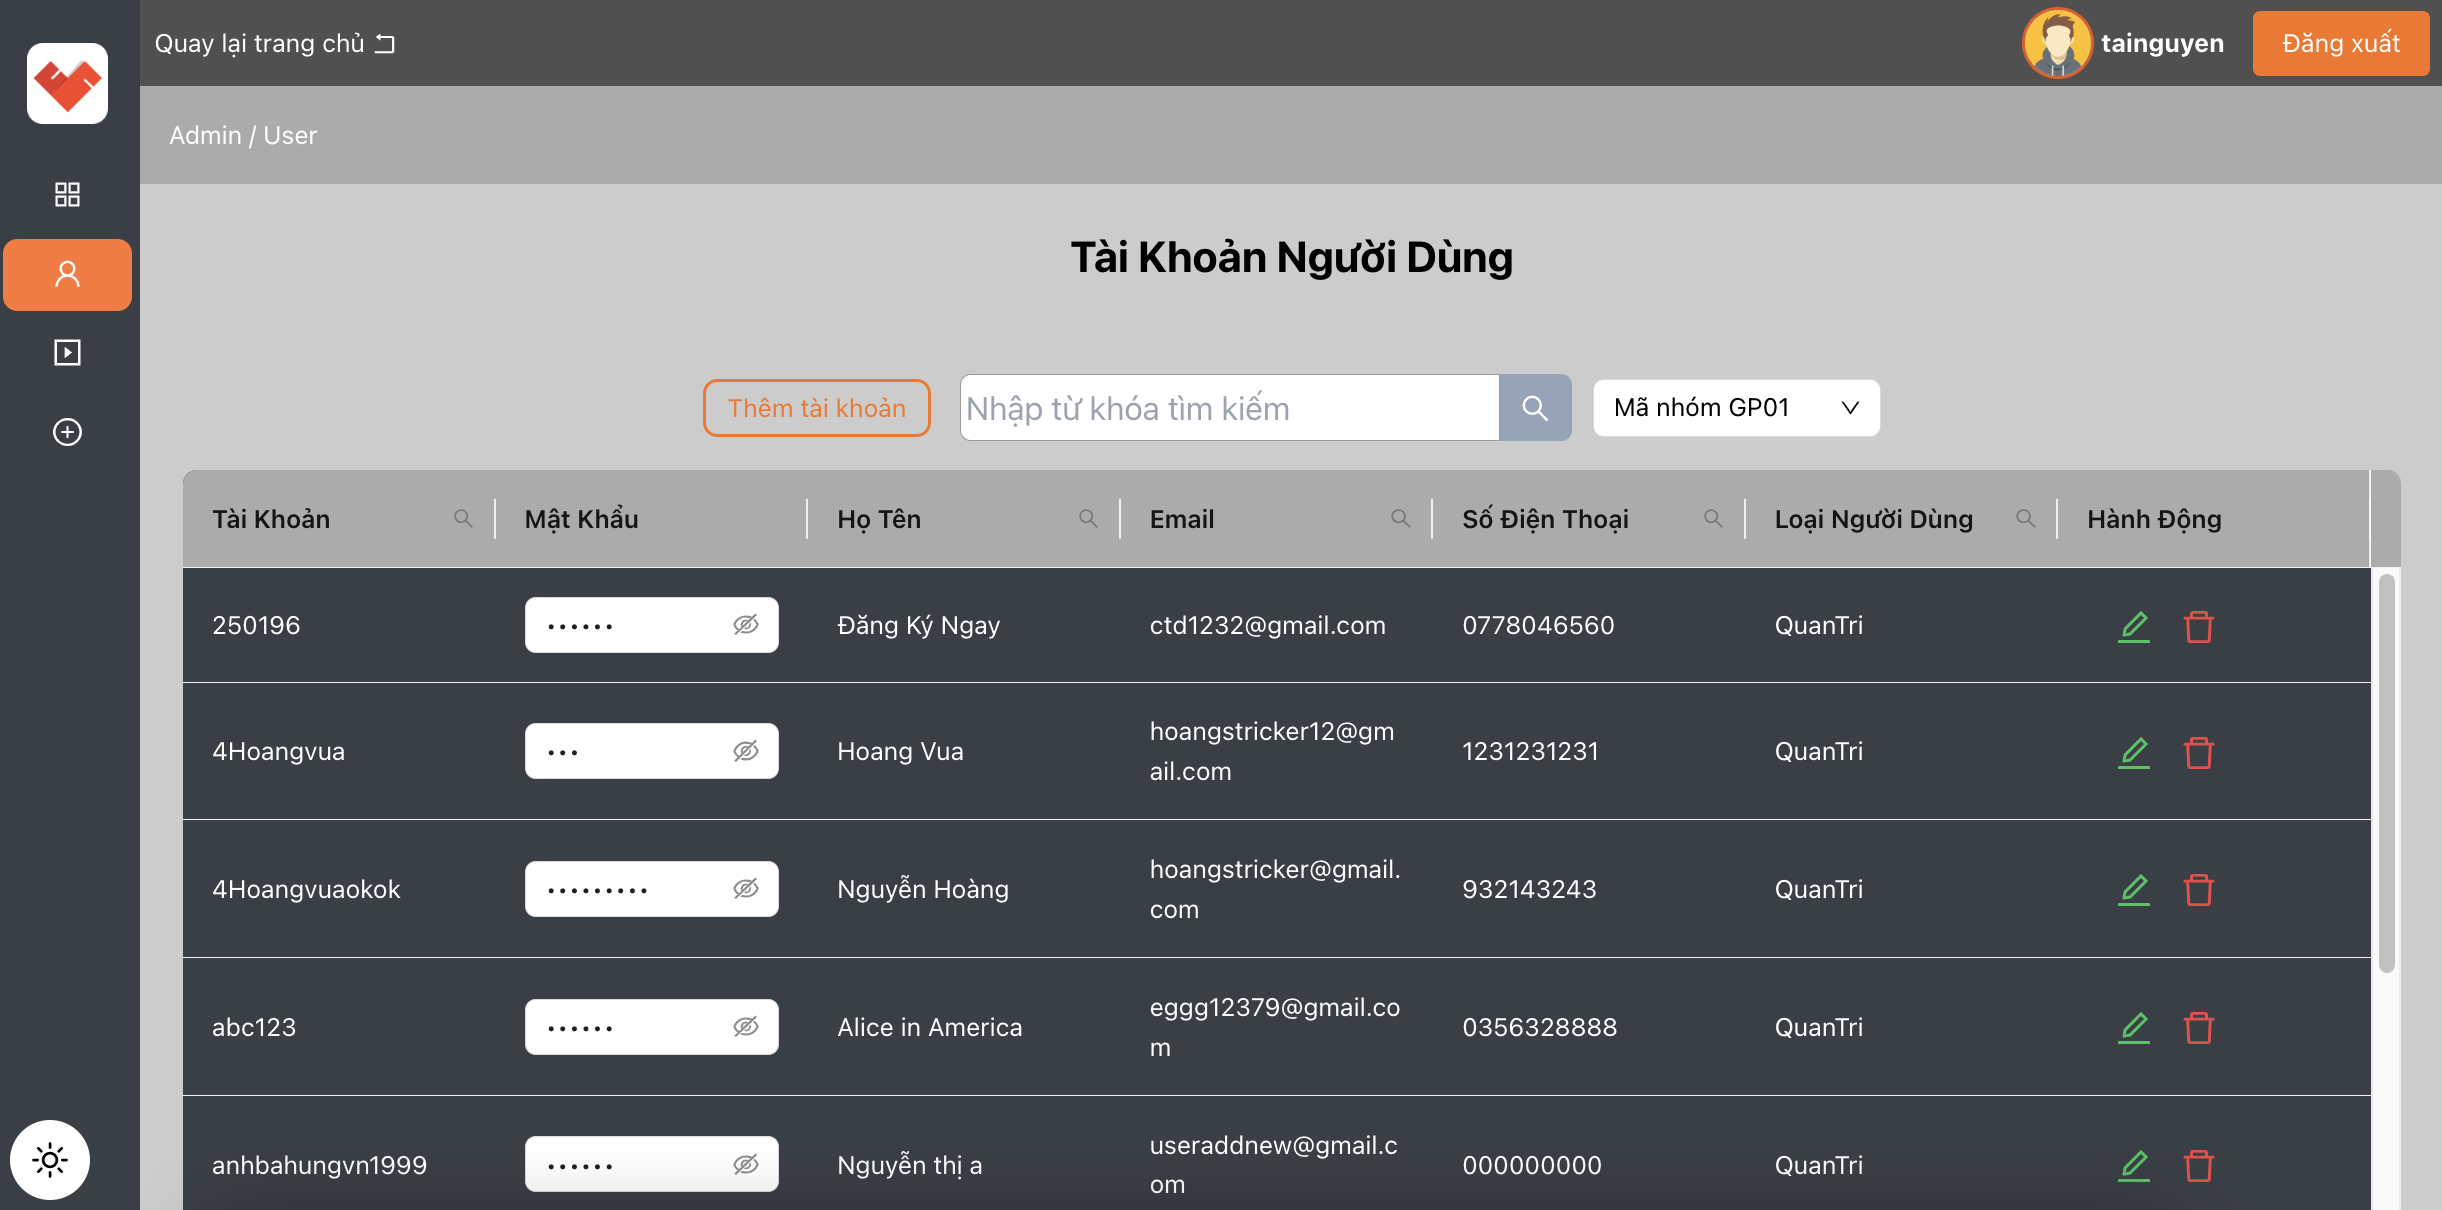 Quay lại trang chủ
tainguyen
Đăng xuất
Admin / User
Tài Khoản Người Dùng
Thêm tài khoản
Nhập từ khóa tìm kiếm
Mã nhóm GP01
Tài Khoản Mật Khẩu Họ Tên Email Số Điện Thoại Loại Người Dùng Hành Động
250196 •••••• Đăng Ký Ngay ctd1232@gmail.com 0778046560 QuanTri
4Hoangvua ••• Hoang Vua hoangstricker12@gm
ail.com 1231231231 QuanTri
4Hoangvuaokok ••••••••• Nguyễn Hoàng hoangstricker@gmail.
com 932143243 QuanTri
abc123 •••••• Alice in America eggg12379@gmail.co
m 0356328888 QuanTri
anhbahungvn1999 •••••• Nguyễn thị a useraddnew@gmail.c
om 000000000 QuanTri